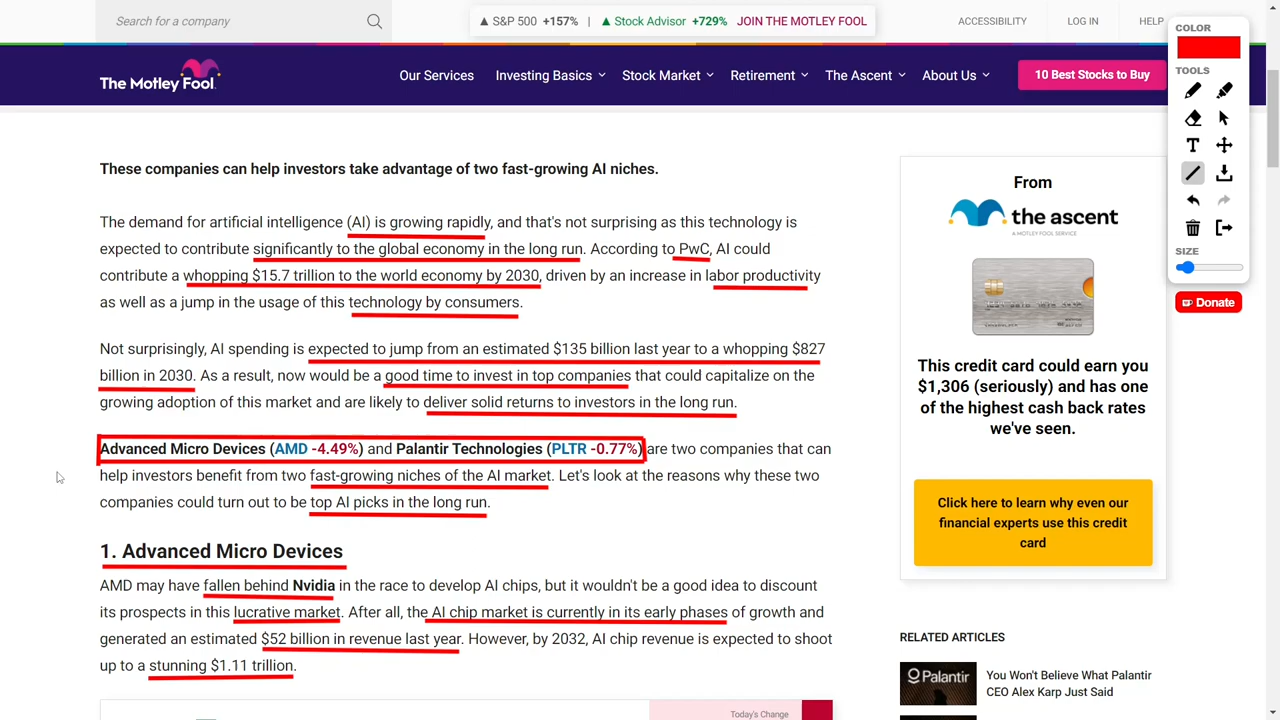 Search for a company
▲ S&P 500 +157% | ▲ Stock Advisor +729% JOIN THE MOTLEY FOOL
ACCESSIBILITY LOG IN HELP
The Motley Fool
Our Services Investing Basics Stock Market Retirement The Ascent About Us
10 Best Stocks to Buy
COLOR
TOOLS
T
SIZE
Donate
These companies can help investors take advantage of two fast-growing AI niches.
The demand for artificial intelligence (AI) is growing rapidly, and that's not surprising as this technology is
expected to contribute significantly to the global economy in the long run. According to PwC, AI could
contribute a whopping $15.7 trillion to the world economy by 2030, driven by an increase in labor productivity
as well as a jump in the usage of this technology by consumers.
Not surprisingly, AI spending is expected to jump from an estimated $135 billion last year to a whopping $827
billion in 2030. As a result, now would be a good time to invest in top companies that could capitalize on the
growing adoption of this market and are likely to deliver solid returns to investors in the long run.
Advanced Micro Devices (AMD -4.49%) and Palantir Technologies (PLTR -0.77%) are two companies that can
help investors benefit from two fast-growing niches of the AI market. Let's look at the reasons why these two
companies could turn out to be top AI picks in the long run.
1. Advanced Micro Devices
AMD may have fallen behind Nvidia in the race to develop AI chips, but it wouldn't be a good idea to discount
its prospects in this lucrative market. After all, the AI chip market is currently in its early phases of growth and
generated an estimated $52 billion in revenue last year. However, by 2032, AI chip revenue is expected to shoot
up to a stunning $1.11 trillion.
Today's Change
From
the ascent
A MOTLEY FOOL SERVICE
This credit card could earn you
$1,306 (seriously) and has one
of the highest cash back rates
we've seen.
Click here to learn why even our
financial experts use this credit
card
RELATED ARTICLES
Palantir
You Won't Believe What Palantir
CEO Alex Karp Just Said